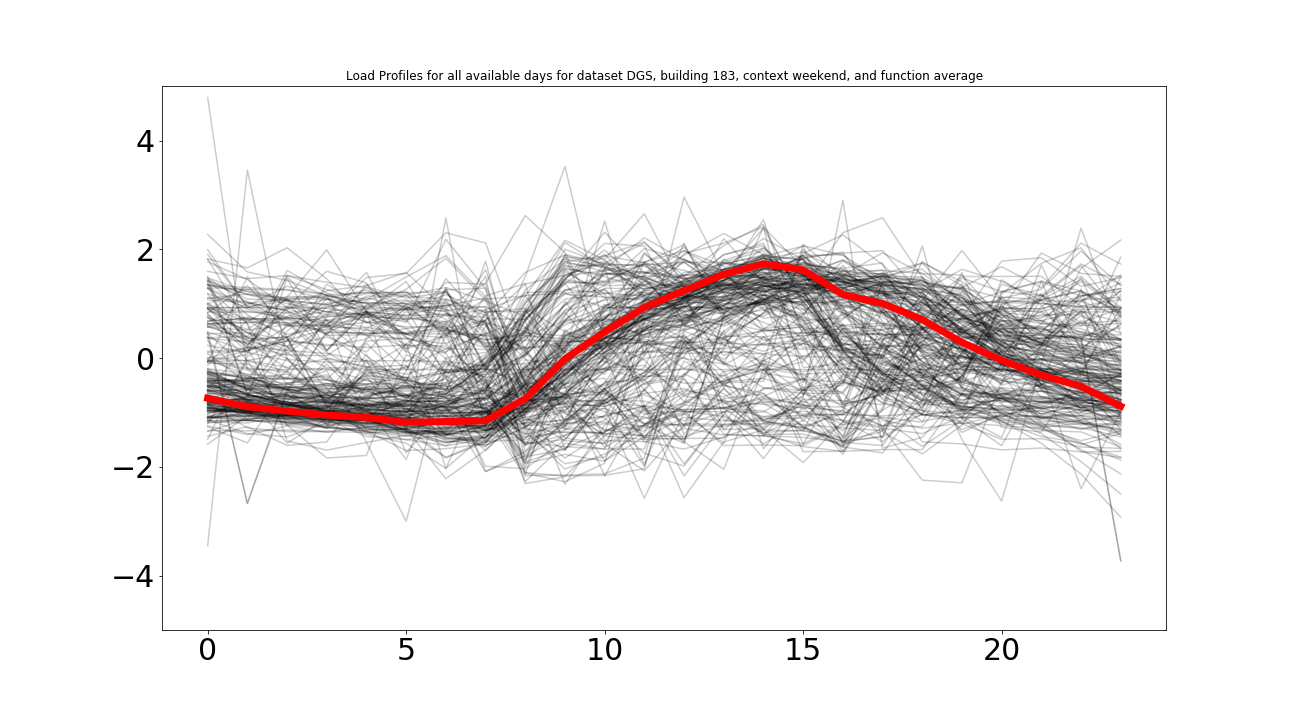 Load Profiles for all available days for dataset DGS, building 183, context weekend, and function average
4
2
0
−2
−4
0 5 10 15 20